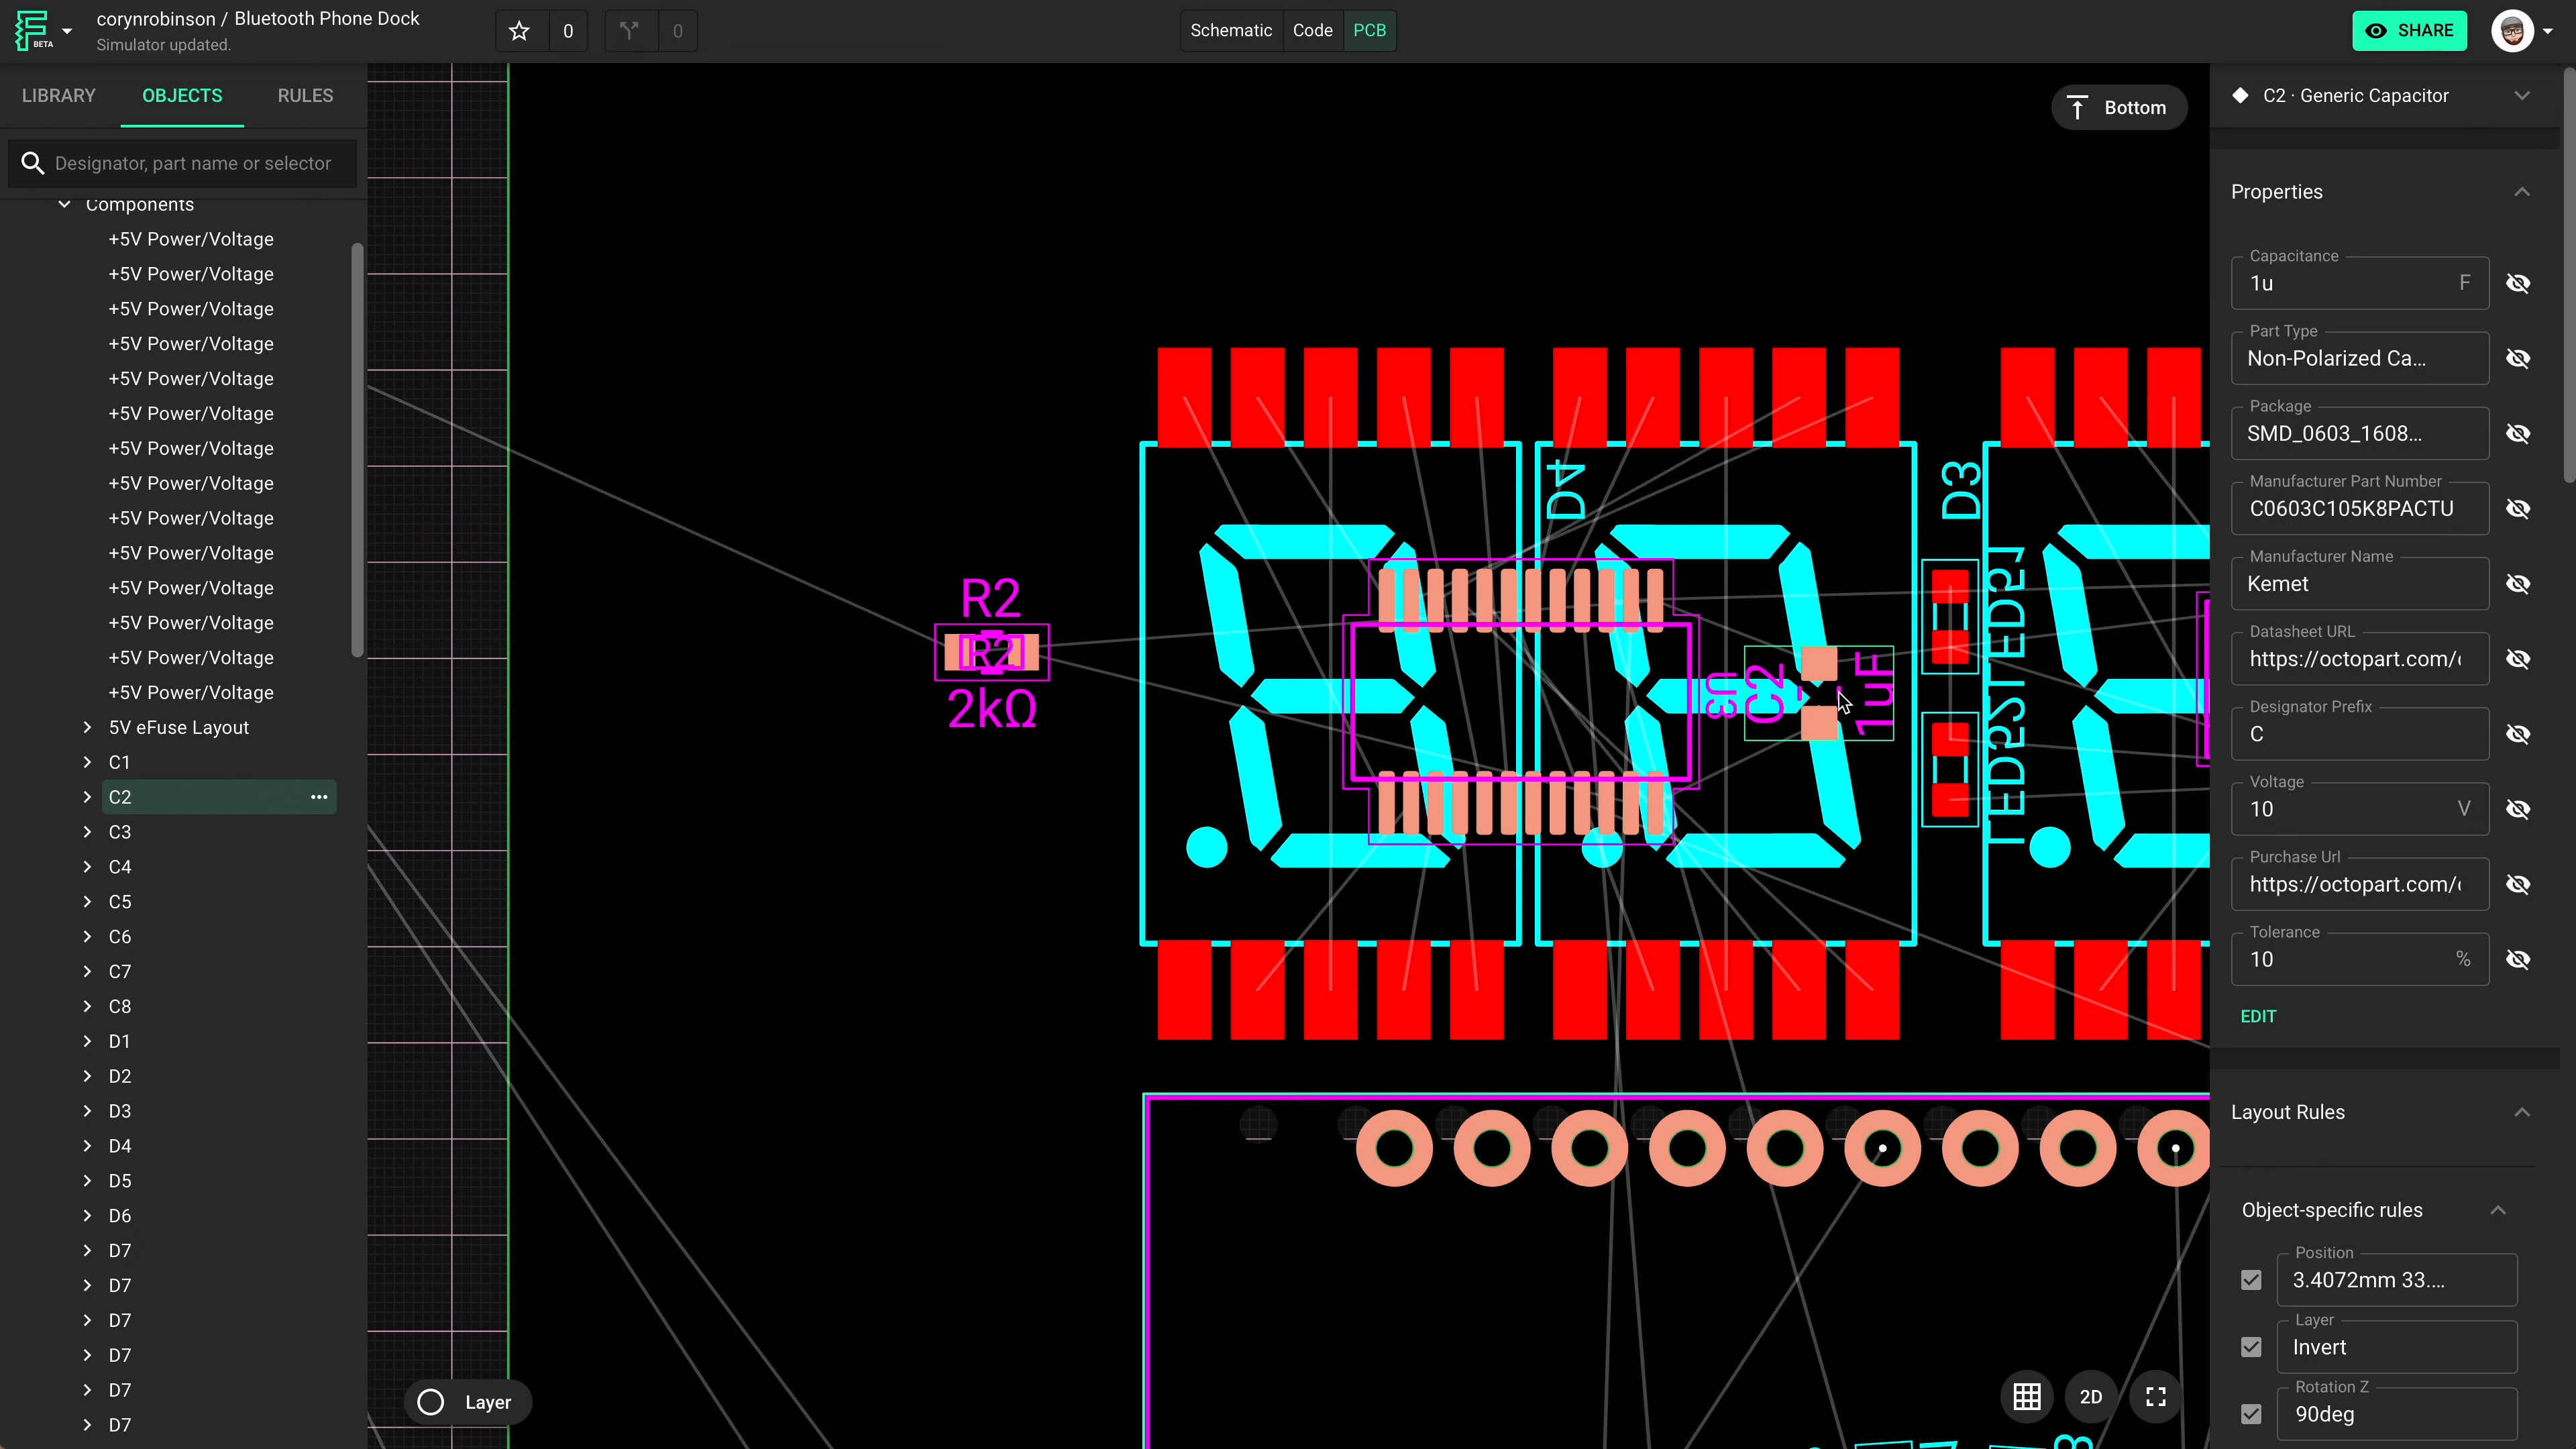 BETA
corynrobinson / Bluetooth Phone Dock
Simulator updated.
0
0
Schematic
Code
PCB
SHARE
LIBRARY
OBJECTS
RULES
Designator, part name or selector
Components
+5V Power/Voltage
+5V Power/Voltage
+5V Power/Voltage
+5V Power/Voltage
+5V Power/Voltage
+5V Power/Voltage
+5V Power/Voltage
+5V Power/Voltage
+5V Power/Voltage
+5V Power/Voltage
+5V Power/Voltage
+5V Power/Voltage
+5V Power/Voltage
+5V Power/Voltage
5V eFuse Layout
C1
C2
C3
C4
C5
C6
C7
C8
D1
D2
D3
D4
D5
D6
D7
D7
D7
D7
D7
D7
Bottom
R2
R2
2kΩ
D4
D3
C2
1uF
LED51
LED52
Layer
2D
C2 · Generic Capacitor
Properties
Capacitance
1u F
Part Type
Non-Polarized Ca...
Package
SMD_0603_1608...
Manufacturer Part Number
C0603C105K8PACTU
Manufacturer Name
Kemet
Datasheet URL
https://octopart.com/
Designator Prefix
C
Voltage
10 V
Purchase Url
https://octopart.com/
Tolerance
10 %
EDIT
Layout Rules
Object-specific rules
Position
3.4072mm 33....
Layer
Invert
Rotation Z
90deg